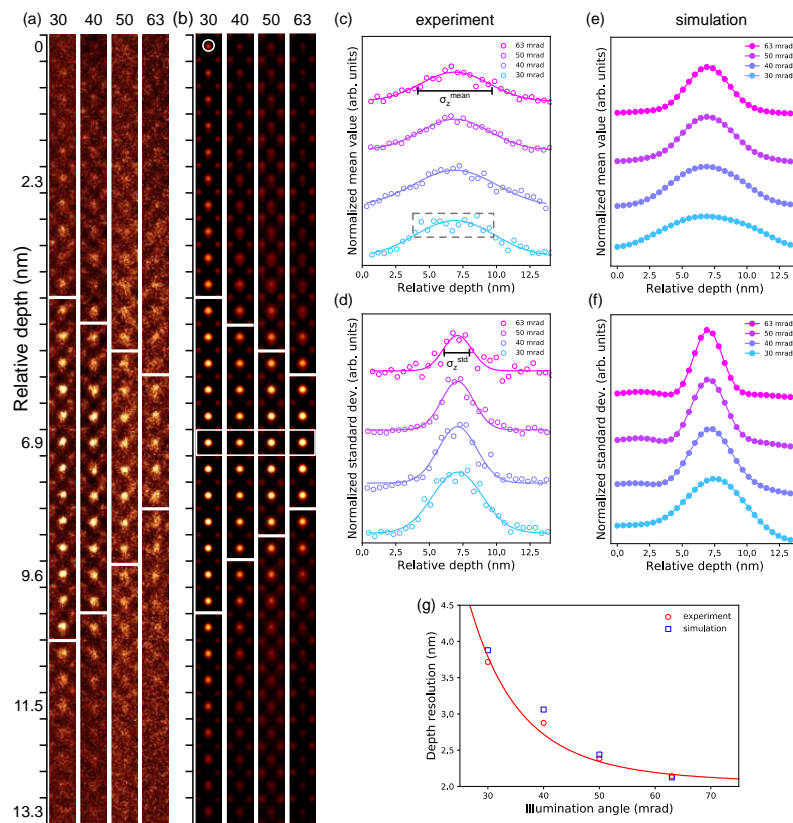 (a) 30 40 50 63
(b) 30 40 50 63
Relative depth (nm)
0
2.3
6.9
9.6
11.5
13.3
experiment
simulation
(c)
63 mrad
50 mrad
40 mrad
30 mrad
σz^mean
Normalized mean value (arb. units)
0.0 2.5 5.0 7.5 10.0 12.5
Relative depth (nm)
(e)
63 mrad
50 mrad
40 mrad
30 mrad
Normalized mean value (arb. units)
0.0 2.5 5.0 7.5 10.0 12.5
Relative depth (nm)
(d)
63 mrad
50 mrad
40 mrad
30 mrad
σz^std
Normalized standard dev. (arb. units)
0.0 2.5 5.0 7.5 10.0 12.5
Relative depth (nm)
(f)
63 mrad
50 mrad
40 mrad
30 mrad
Normalized standard dev. (arb. units)
0.0 2.5 5.0 7.5 10.0 12.5
Relative depth (nm)
(g)
experiment
simulation
Depth resolution (nm)
4.5
4.0
3.5
3.0
2.5
2.0
30 40 50 60 70
Illumination angle (mrad)